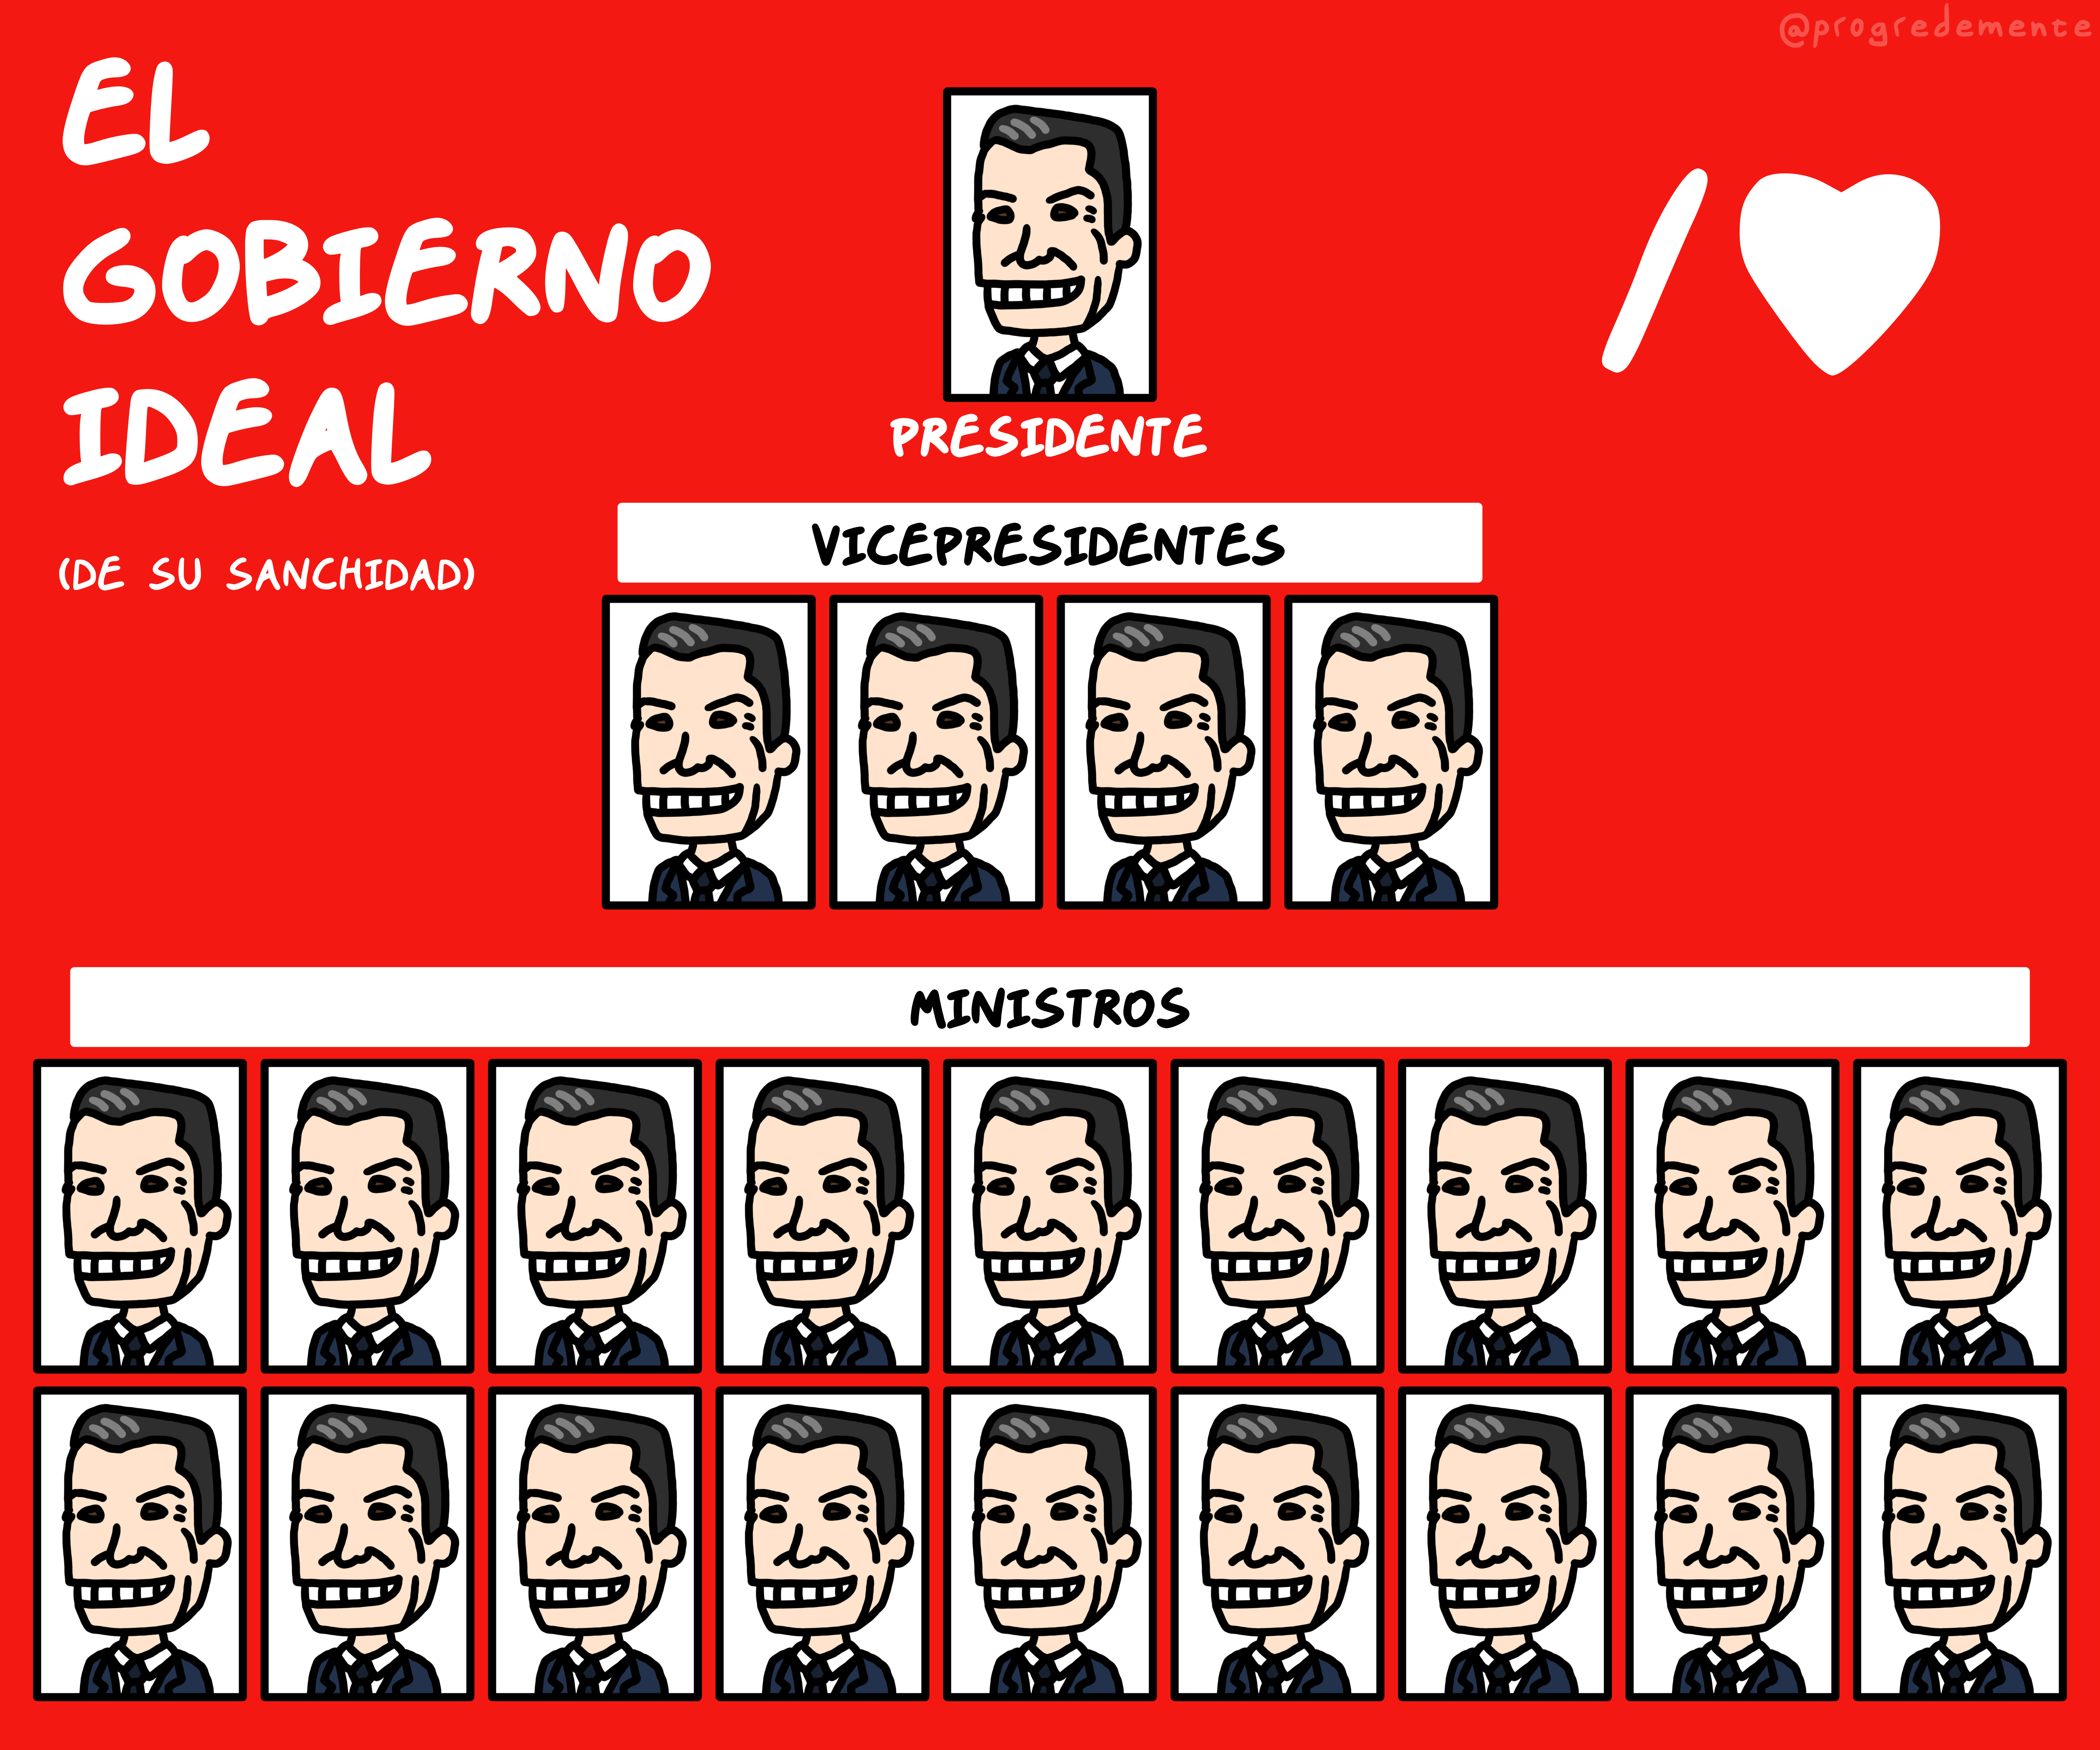 @progredemente
EL
GOBIERNO
IDEAL
(DE SU SANCHIDAD)
PRESIDENTE
VICEPRESIDENTES
MINISTROS